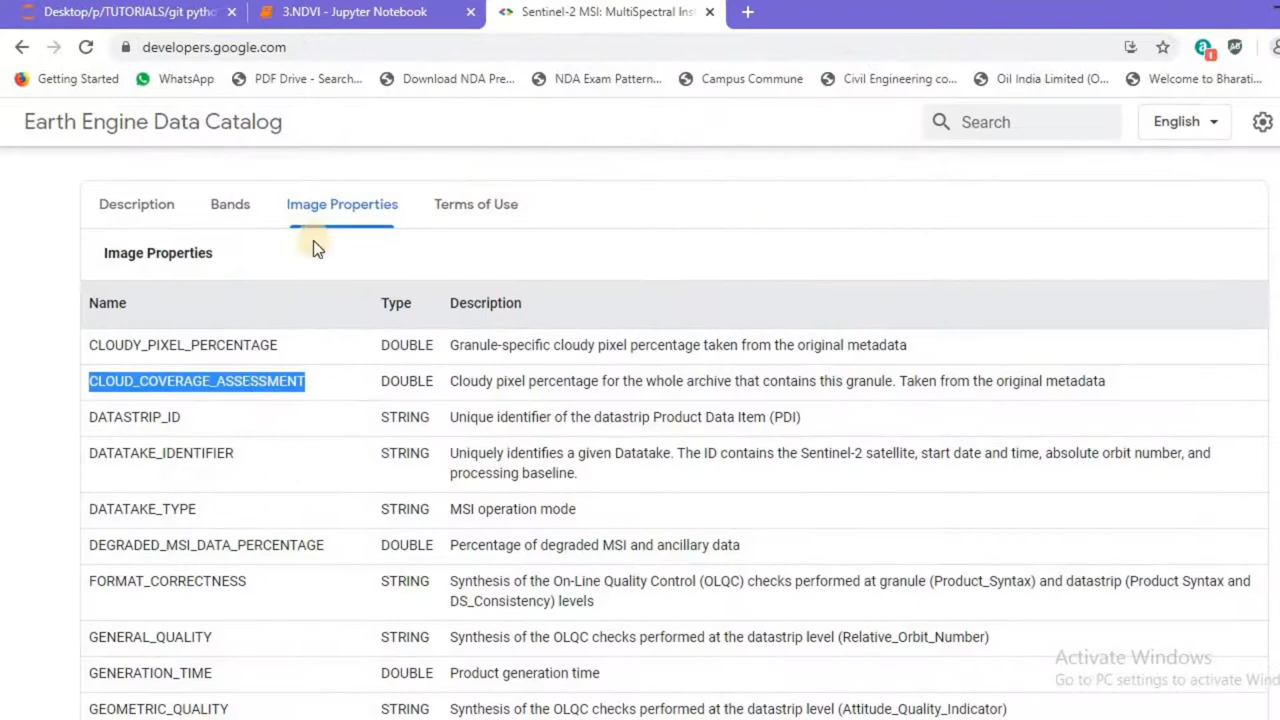 Desktop/p/TUTORIALS/git pytho
3.NDVI - Jupyter Notebook
Sentinel-2 MSI: MultiSpectral Inst
developers.google.com
Getting Started
WhatsApp
PDF Drive - Search...
Download NDA Pre...
NDA Exam Pattern...
Campus Commune
Civil Engineering co...
Oil India Limited (O...
Welcome to Bharati...
Earth Engine Data Catalog
Search
English
Description Bands Image Properties Terms of Use
Image Properties
Name Type Description
CLOUDY_PIXEL_PERCENTAGE DOUBLE Granule-specific cloudy pixel percentage taken from the original metadata
CLOUD_COVERAGE_ASSESSMENT DOUBLE Cloudy pixel percentage for the whole archive that contains this granule. Taken from the original metadata
DATASTRIP_ID STRING Unique identifier of the datastrip Product Data Item (PDI)
DATATAKE_IDENTIFIER STRING Uniquely identifies a given Datatake. The ID contains the Sentinel-2 satellite, start date and time, absolute orbit number, and
processing baseline.
DATATAKE_TYPE STRING MSI operation mode
DEGRADED_MSI_DATA_PERCENTAGE DOUBLE Percentage of degraded MSI and ancillary data
FORMAT_CORRECTNESS STRING Synthesis of the On-Line Quality Control (OLQC) checks performed at granule (Product_Syntax) and datastrip (Product Syntax and
DS_Consistency) levels
GENERAL_QUALITY STRING Synthesis of the OLQC checks performed at the datastrip level (Relative_Orbit_Number)
GENERATION_TIME DOUBLE Product generation time
GEOMETRIC_QUALITY STRING Synthesis of the OLQC checks performed at the datastrip level (Attitude_Quality_Indicator)
Activate Windows
Go to PC settings to activate Wind